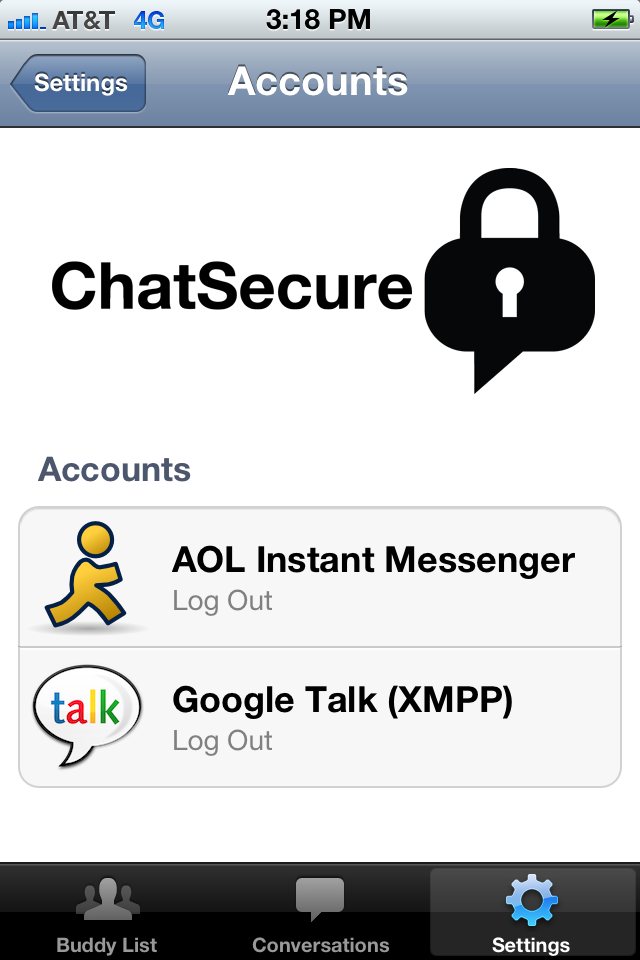 AT&T 4G 3:18 PM
Settings Accounts
ChatSecure
Accounts
AOL Instant Messenger
Log Out
talk
Google Talk (XMPP)
Log Out
Buddy List Conversations Settings